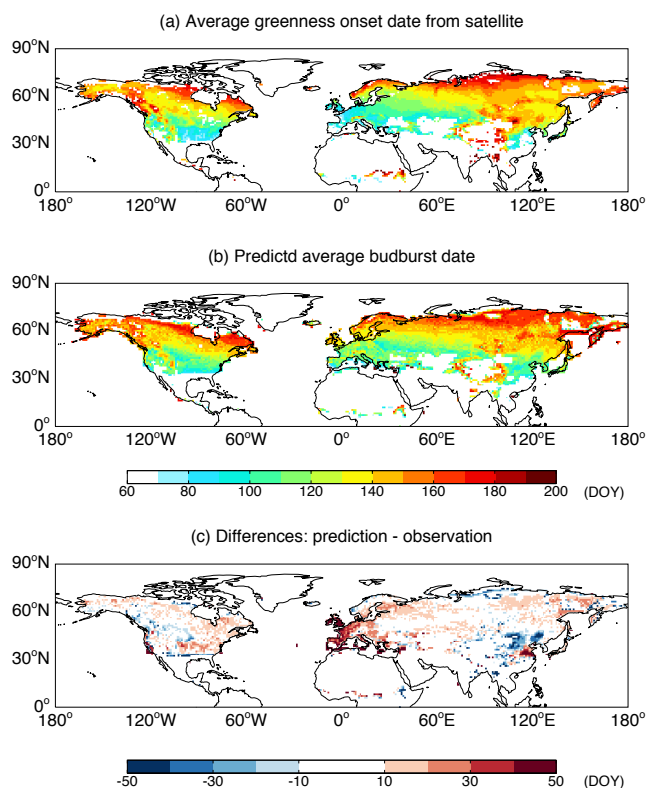 (a) Average greenness onset date from satellite
90°N
60°N
30°N
0°
180° 120°W 60°W 0° 60°E 120°E 180°
(b) Predictd average budburst date
90°N
60°N
30°N
0°
180° 120°W 60°W 0° 60°E 120°E 180°
60 80 100 120 140 160 180 200 (DOY)
(c) Differences: prediction - observation
90°N
60°N
30°N
0°
180° 120°W 60°W 0° 60°E 120°E 180°
-50 -30 -10 10 30 50 (DOY)